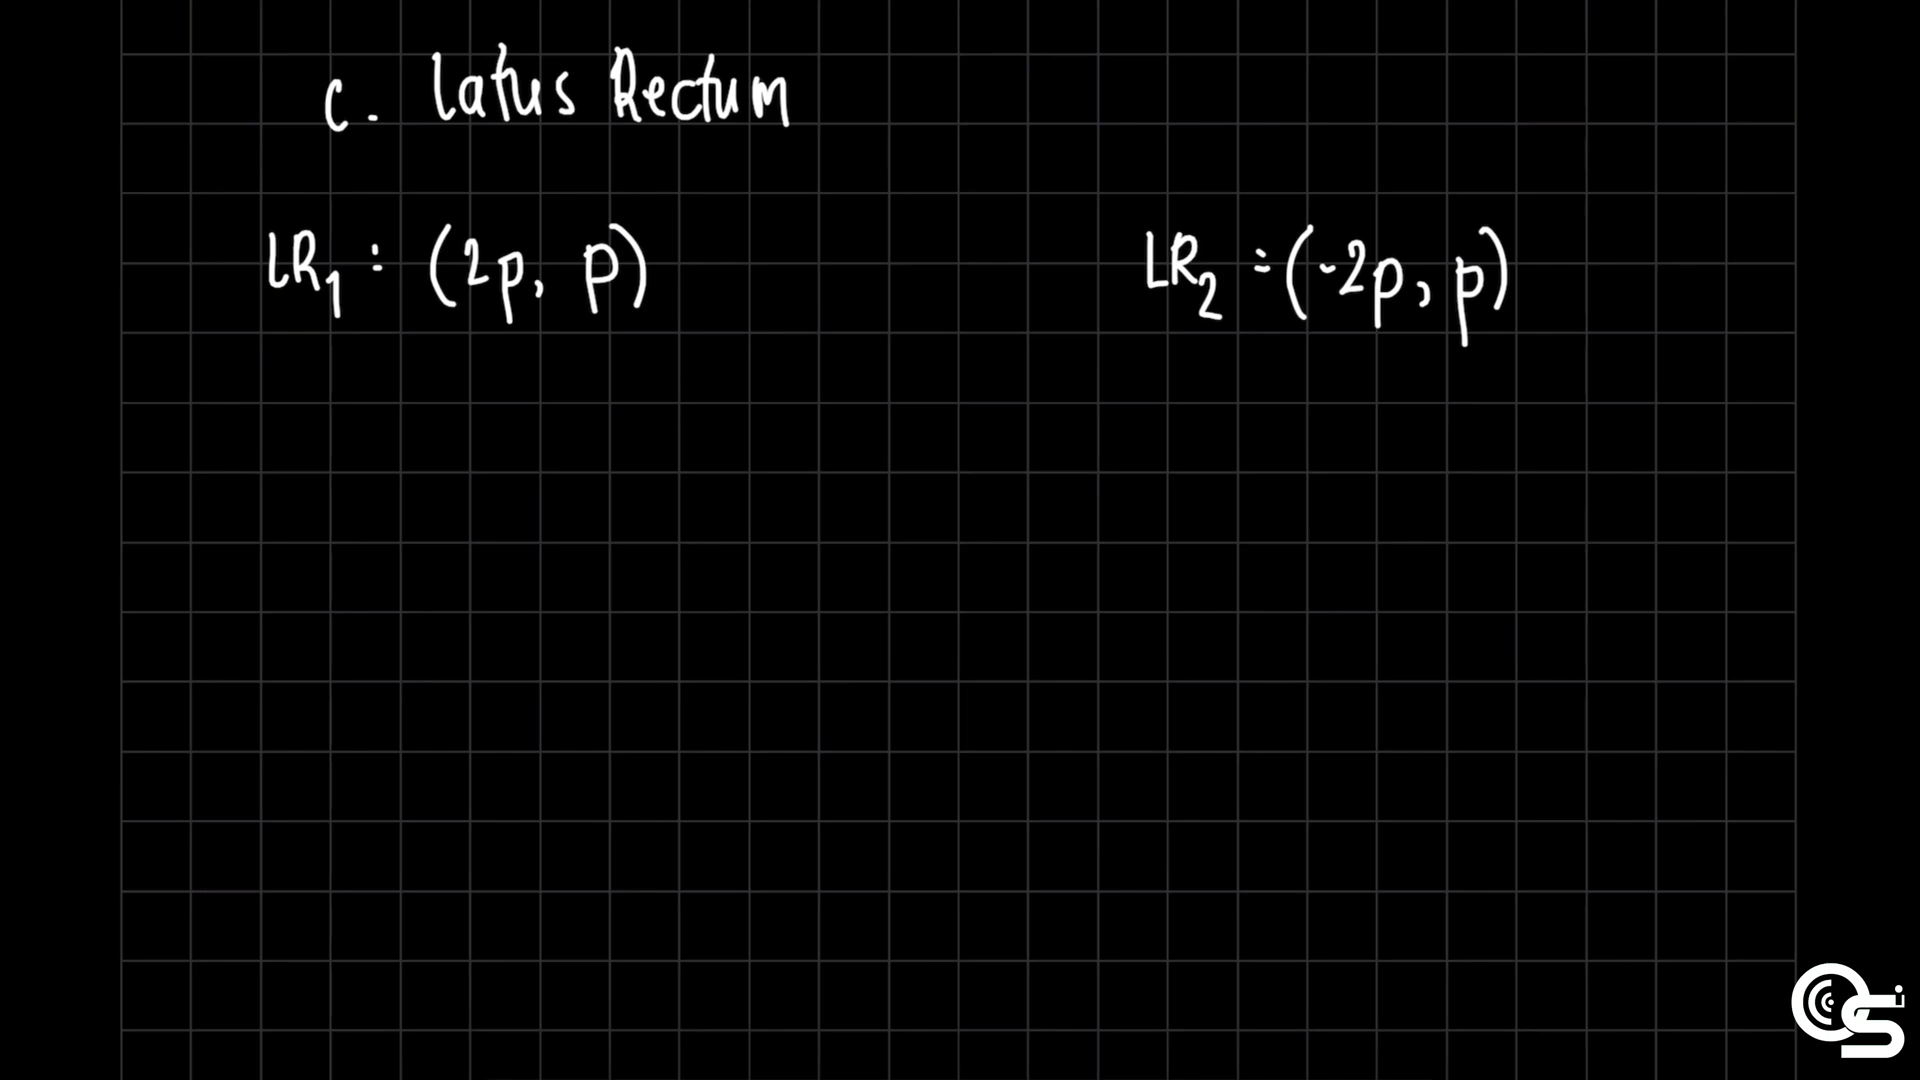 c. Latus Rectum
LR₁ : (2p, p) LR₂ = (-2p, p)